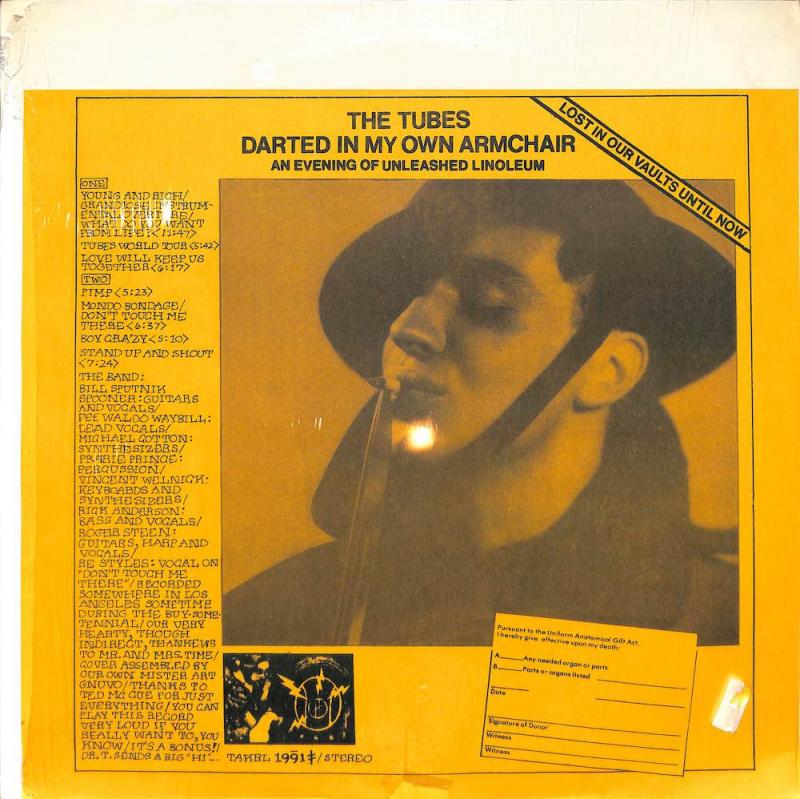 THE TUBES
DARTED IN MY OWN ARMCHAIR
AN EVENING OF UNLEASHED LINOLEUM
LOST IN OUR VAULTS UNTIL NOW
ONE
YOUNG AND RICH/
GRANDIOSE INSTRUM-
ENTAL OVERTURE/
WHAT DO YOU WANT
FROM LIFE:<11:47>
TUBES WORLD TOUR<5:42>
LOVE WILL KEEP US
TOGETHER<6:17>
TWO
PIMP<5:23>
MONDO BONDAGE/
DON'T TOUCH ME
THERE<6:37>
BOY CRAZY<5:10>
STAND UP AND SHOUT
<7:24>
THE BAND:
BILL SPUTNIK
SPOONER:GUITARS
AND VOCALS/
FEE WALDO WAYBILL:
LEAD VOCALS/
MICHAEL COTTON:
SYNTHESIZERS/
PRAIRIE PRINCE:
PERCUSSION/
VINCENT WELNICK:
KEYBOARDS AND
SYNTHESIZERS/
RICK ANDERSON:
BASS AND VOCALS/
ROGER STEEN:
GUITARS, HARP AND
VOCALS/
RE STYLES: VOCAL ON
"DON'T TOUCH ME
THERE"/RECORDED
SOMEWHERE IN LOS
ANGELES SOMETIME
DURING THE BUY-SOME-
TENNIAL/OUR VERY
HEARTY, THOUGH
INDIRECT, THANKEWS
TO MR. AND MRS. TIME/
COVER ASSEMBLED BY
OUR OWN MISTER ART
GNUVO/THANKS TO
TED MC CUE FOR JUST
EVERYTHING/YOU CAN
PLAY THIS RECORD
VERY LOUD IF YOU
REALLY WANT TO, YOU
KNOW/IT'S A BONUS!/
DR. T. SENDS A BIG "HI"...
TAKRL 1991/STEREO
Pursuant to the Uniform Anatomical Gift Act,
I hereby give, effective upon my death:
A.____Any needed organ or parts
B.____Parts or organs listed
Date
Signature of Donor
Witness
Witness